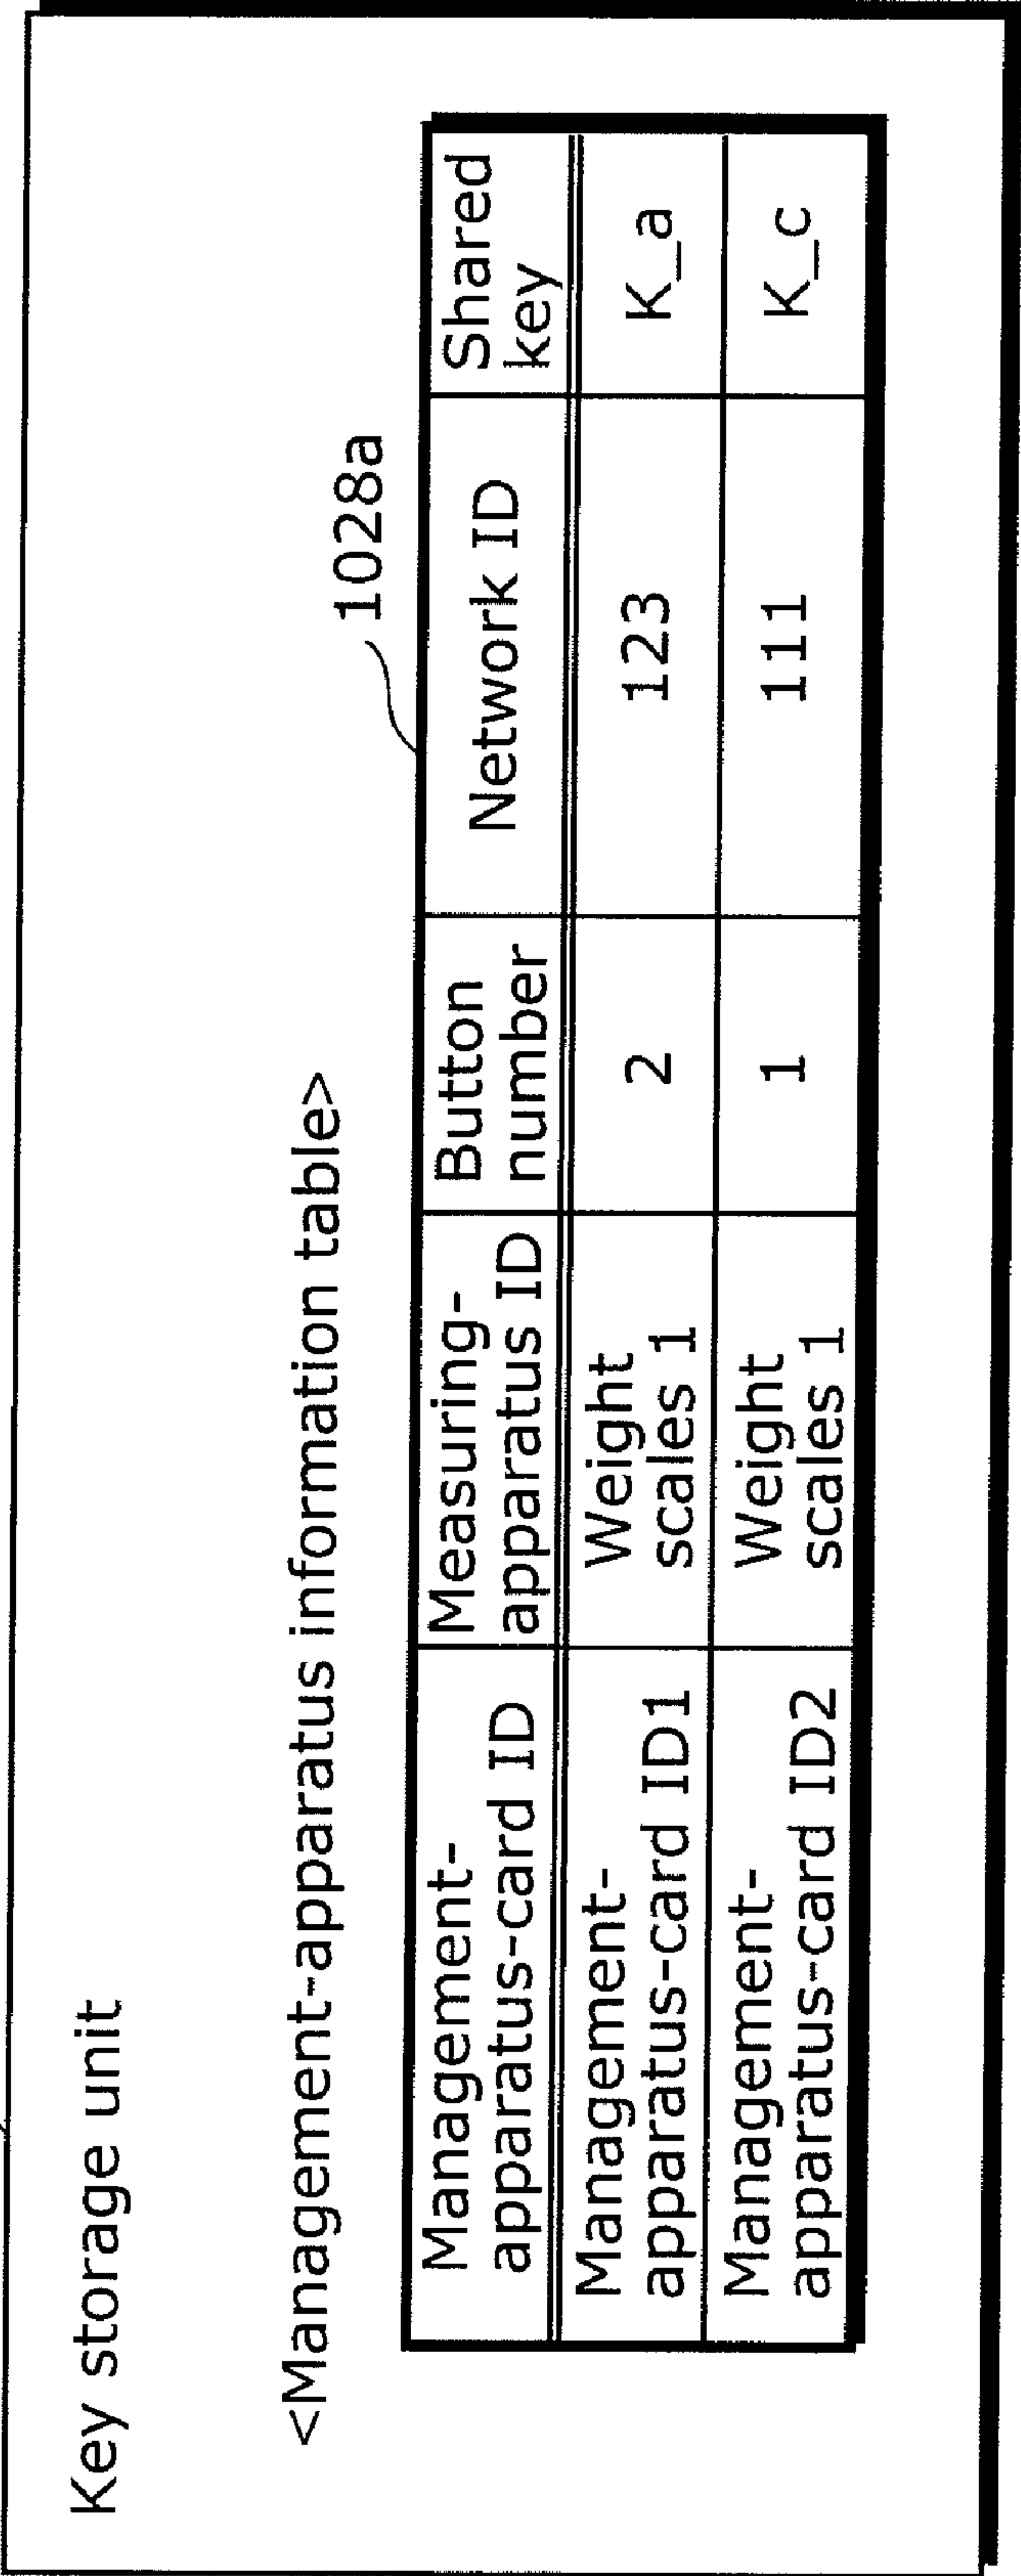 Key storage unit
<Management-apparatus information table>
1028a
Management-
apparatus-card ID
Measuring-
apparatus ID
Button
number
Network ID
Shared
key
Management-
apparatus-card ID1
Weight
scales 1
2
123
K_a
Management-
apparatus-card ID2
Weight
scales 1
1
111
K_c